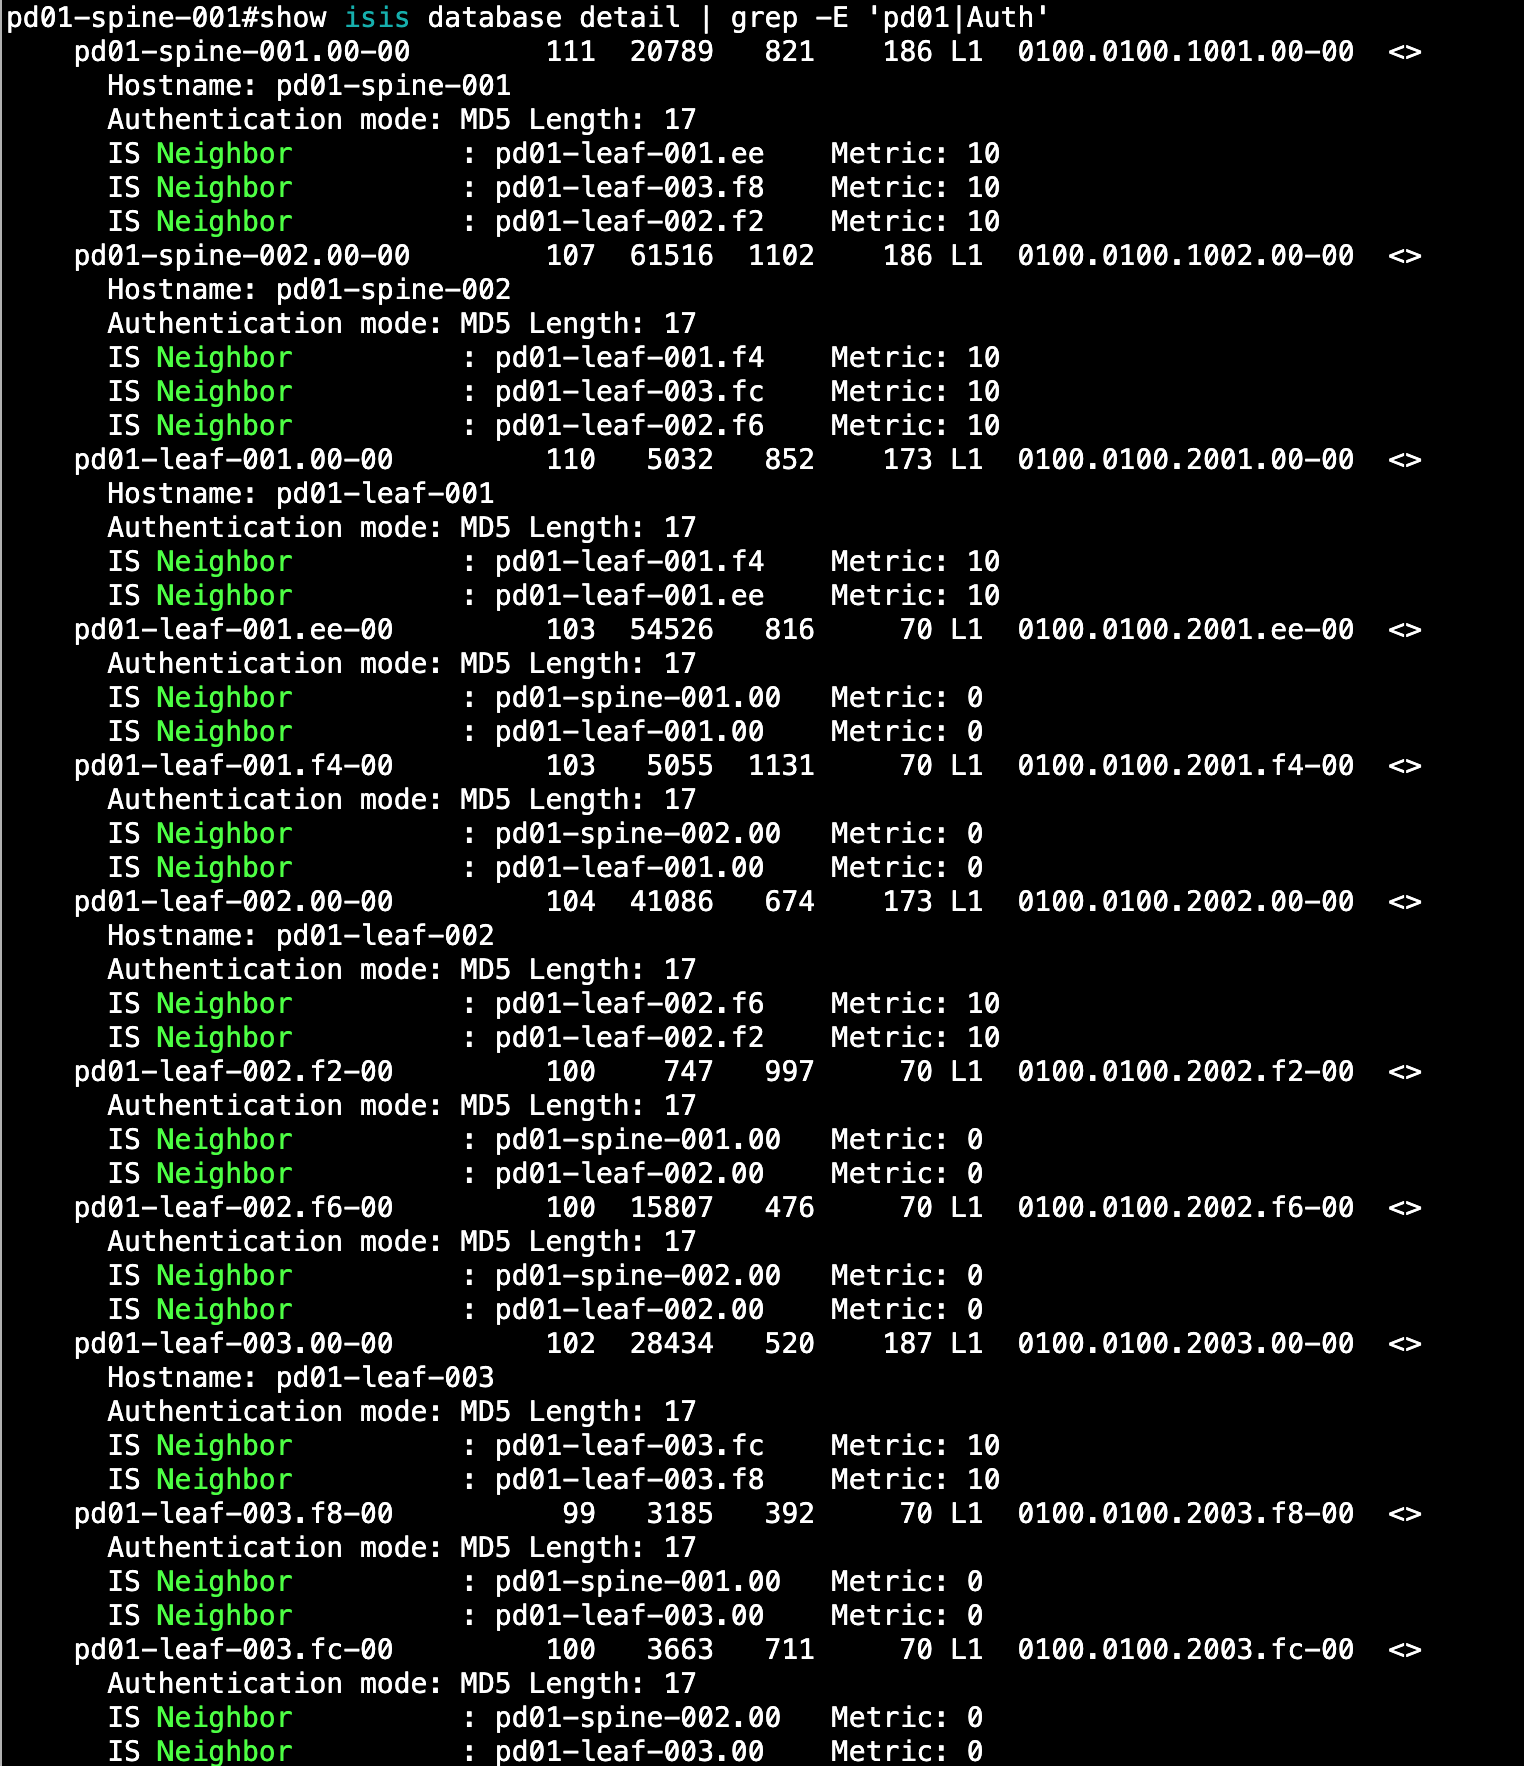 pd01-spine-001#show isis database detail | grep -E 'pd01|Auth'
    pd01-spine-001.00-00        111  20789   821    186 L1  0100.0100.1001.00-00  <>
      Hostname: pd01-spine-001
      Authentication mode: MD5 Length: 17
      IS Neighbor          : pd01-leaf-001.ee    Metric: 10
      IS Neighbor          : pd01-leaf-003.f8    Metric: 10
      IS Neighbor          : pd01-leaf-002.f2    Metric: 10
    pd01-spine-002.00-00        107  61516  1102    186 L1  0100.0100.1002.00-00  <>
      Hostname: pd01-spine-002
      Authentication mode: MD5 Length: 17
      IS Neighbor          : pd01-leaf-001.f4    Metric: 10
      IS Neighbor          : pd01-leaf-003.fc    Metric: 10
      IS Neighbor          : pd01-leaf-002.f6    Metric: 10
    pd01-leaf-001.00-00         110   5032   852    173 L1  0100.0100.2001.00-00  <>
      Hostname: pd01-leaf-001
      Authentication mode: MD5 Length: 17
      IS Neighbor          : pd01-leaf-001.f4    Metric: 10
      IS Neighbor          : pd01-leaf-001.ee    Metric: 10
    pd01-leaf-001.ee-00         103  54526   816     70 L1  0100.0100.2001.ee-00  <>
      Authentication mode: MD5 Length: 17
      IS Neighbor          : pd01-spine-001.00   Metric: 0
      IS Neighbor          : pd01-leaf-001.00    Metric: 0
    pd01-leaf-001.f4-00         103   5055  1131     70 L1  0100.0100.2001.f4-00  <>
      Authentication mode: MD5 Length: 17
      IS Neighbor          : pd01-spine-002.00   Metric: 0
      IS Neighbor          : pd01-leaf-001.00    Metric: 0
    pd01-leaf-002.00-00         104  41086   674    173 L1  0100.0100.2002.00-00  <>
      Hostname: pd01-leaf-002
      Authentication mode: MD5 Length: 17
      IS Neighbor          : pd01-leaf-002.f6    Metric: 10
      IS Neighbor          : pd01-leaf-002.f2    Metric: 10
    pd01-leaf-002.f2-00         100    747   997     70 L1  0100.0100.2002.f2-00  <>
      Authentication mode: MD5 Length: 17
      IS Neighbor          : pd01-spine-001.00   Metric: 0
      IS Neighbor          : pd01-leaf-002.00    Metric: 0
    pd01-leaf-002.f6-00         100  15807   476     70 L1  0100.0100.2002.f6-00  <>
      Authentication mode: MD5 Length: 17
      IS Neighbor          : pd01-spine-002.00   Metric: 0
      IS Neighbor          : pd01-leaf-002.00    Metric: 0
    pd01-leaf-003.00-00         102  28434   520    187 L1  0100.0100.2003.00-00  <>
      Hostname: pd01-leaf-003
      Authentication mode: MD5 Length: 17
      IS Neighbor          : pd01-leaf-003.fc    Metric: 10
      IS Neighbor          : pd01-leaf-003.f8    Metric: 10
    pd01-leaf-003.f8-00          99   3185   392     70 L1  0100.0100.2003.f8-00  <>
      Authentication mode: MD5 Length: 17
      IS Neighbor          : pd01-spine-001.00   Metric: 0
      IS Neighbor          : pd01-leaf-003.00    Metric: 0
    pd01-leaf-003.fc-00         100   3663   711     70 L1  0100.0100.2003.fc-00  <>
      Authentication mode: MD5 Length: 17
      IS Neighbor          : pd01-spine-002.00   Metric: 0
      IS Neighbor          : pd01-leaf-003.00    Metric: 0